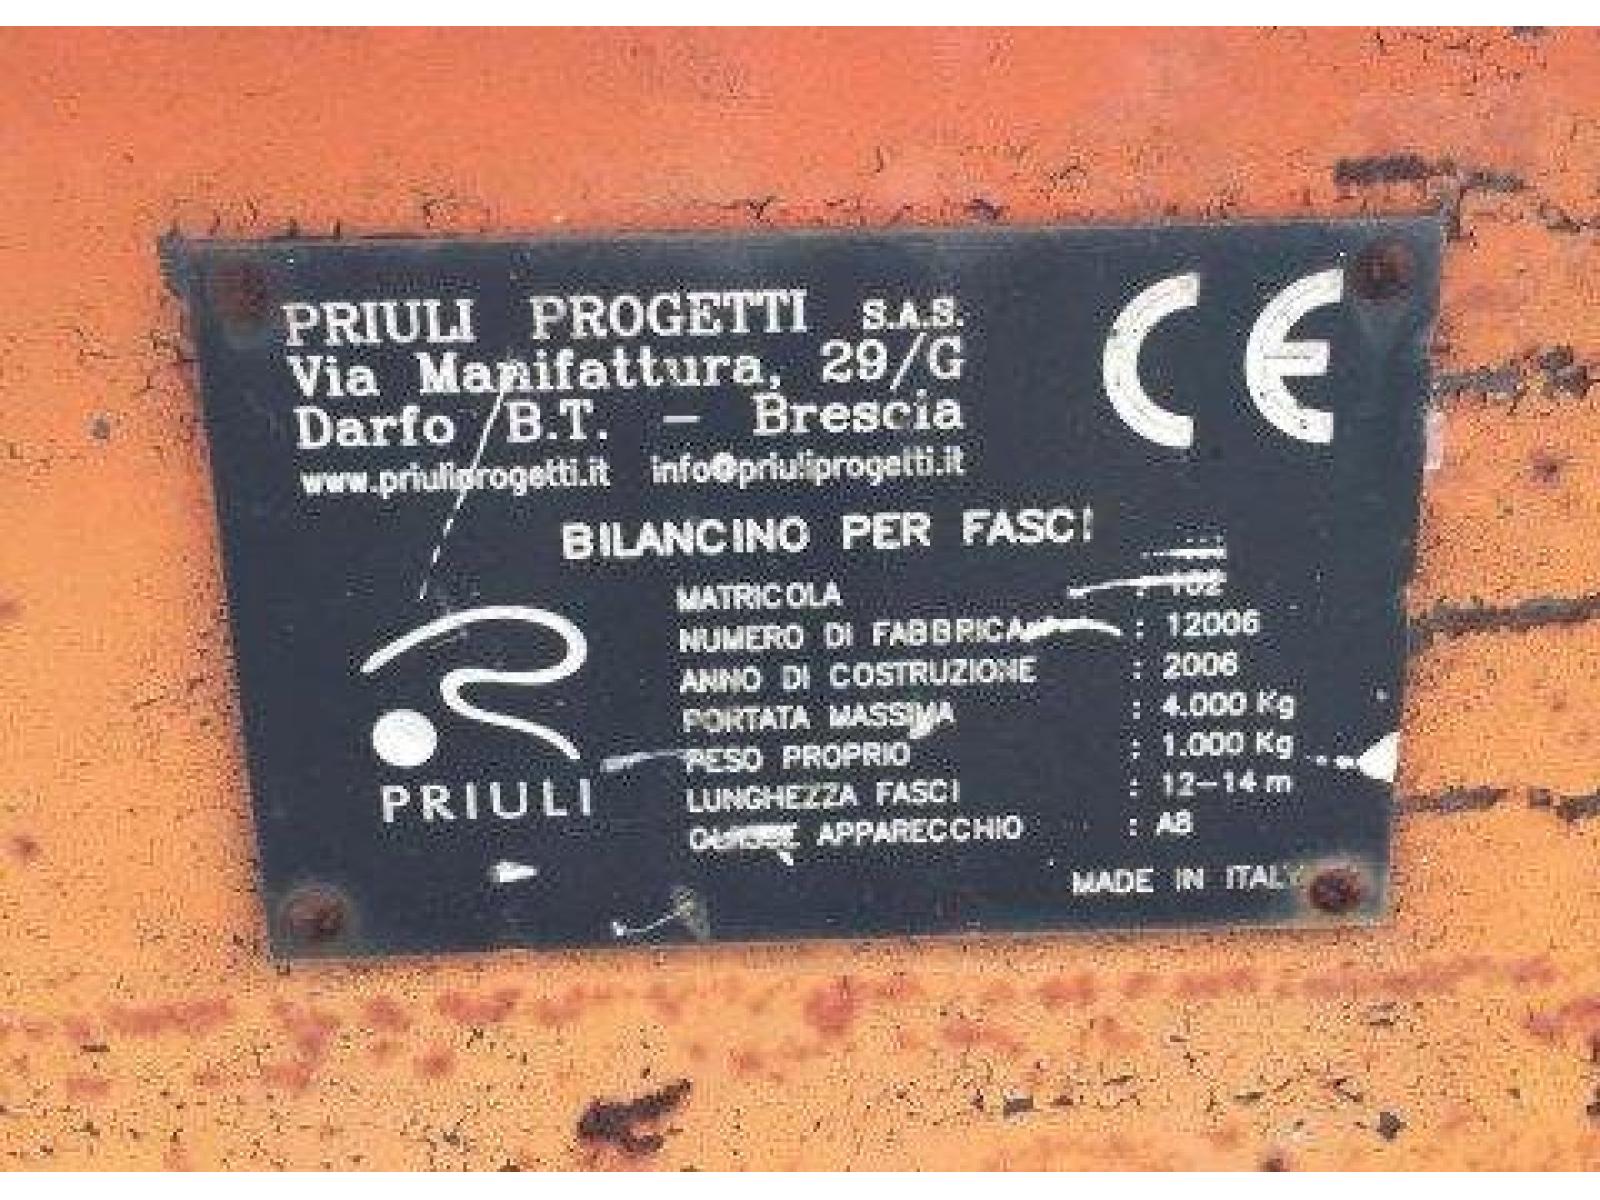 PRIULI PROGETTI S.A.S.
Via Manifattura, 29/G
Darfo B.T. - Brescia
www.priuliprogetti.it info@priuliprogetti.it
CE
BILANCINO PER FASCI
MATRICOLA : 102
NUMERO DI FABBRICA : 12006
ANNO DI COSTRUZIONE : 2006
PORTATA MASSIMA : 4.000 Kg
PESO PROPRIO : 1.000 Kg
LUNGHEZZA FASCI : 12-14 m
CLASSE APPARECCHIO : A8
PRIULI
MADE IN ITALY